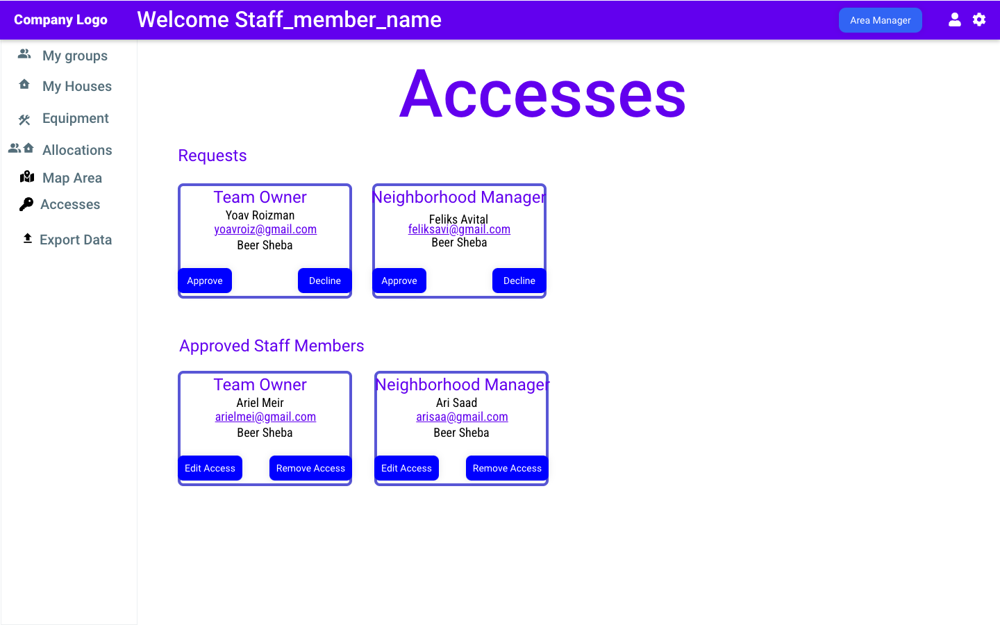 Company Logo
Welcome Staff_member_name
Area Manager
My groups
My Houses
Equipment
Allocations
Map Area
Accesses
Export Data
Accesses
Requests
Team Owner
Yoav Roizman
yoavroiz@gmail.com
Beer Sheba
Approve
Decline
Neighborhood Manager
Feliks Avital
feliksavi@gmail.com
Beer Sheba
Approve
Decline
Approved Staff Members
Team Owner
Ariel Meir
arielmei@gmail.com
Beer Sheba
Edit Access
Remove Access
Neighborhood Manager
Ari Saad
arisaa@gmail.com
Beer Sheba
Edit Access
Remove Access